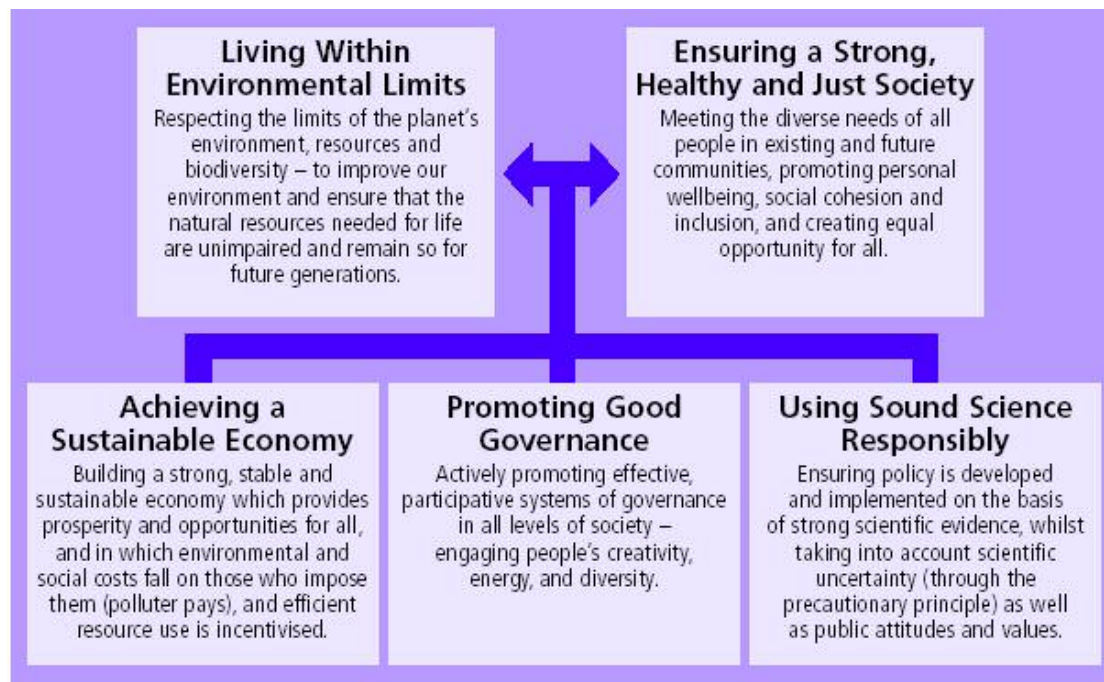 Living Within
Environmental Limits
Respecting the limits of the planet's
environment, resources and
biodiversity – to improve our
environment and ensure that the
natural resources needed for life
are unimpaired and remain so for
future generations.
Ensuring a Strong,
Healthy and Just Society
Meeting the diverse needs of all
people in existing and future
communities, promoting personal
wellbeing, social cohesion and
inclusion, and creating equal
opportunity for all.
Achieving a
Sustainable Economy
Building a strong, stable and
sustainable economy which provides
prosperity and opportunities for all,
and in which environmental and
social costs fall on those who impose
them (polluter pays), and efficient
resource use is incentivised.
Promoting Good
Governance
Actively promoting effective,
participative systems of governance
in all levels of society –
engaging people's creativity,
energy, and diversity.
Using Sound Science
Responsibly
Ensuring policy is developed
and implemented on the basis
of strong scientific evidence, whilst
taking into account scientific
uncertainty (through the
precautionary principle) as well
as public attitudes and values.